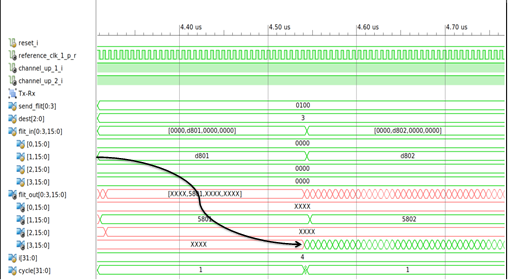 4.40 us 4.50 us 4.60 us 4.70 us
reset_i
reference_clk_1_p_r
channel_up_1_i
channel_up_2_i
Tx-Rx
send_flit[0:3] 0100
dest[2:0] 3
flit_in[0:3,15:0] [0000,d801,0000,0000] [0000,d802,0000,0000]
[0,15:0] 0000
[1,15:0] d801 d802
[2,15:0] 0000
[3,15:0] 0000
flit_out[0:3,15:0] [XXXX,5801,XXXX,XXXX]
[0,15:0] XXXX
[1,15:0] 5801 5802
[2,15:0] XXXX
[3,15:0] XXXX
i[31:0] 4
cycle[31:0] 1 1